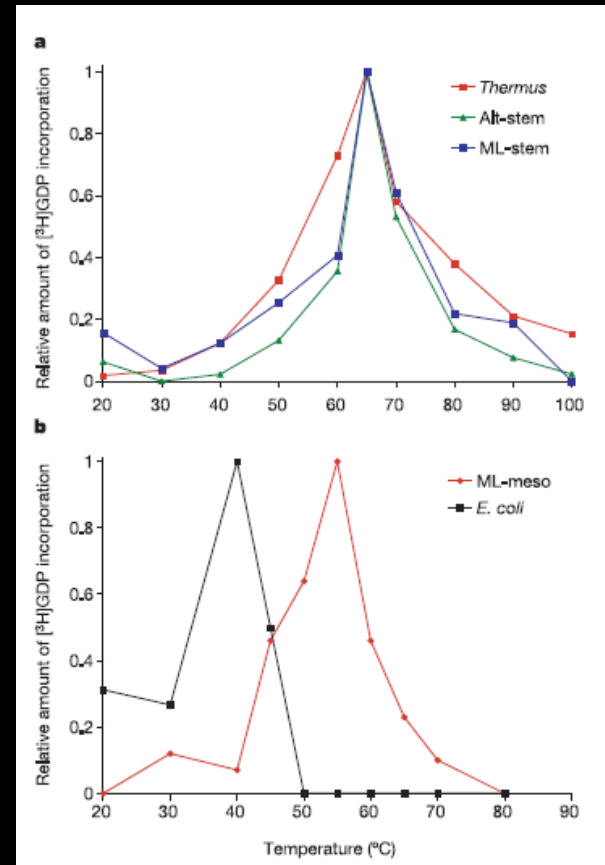 a
Relative amount of [³H]GDP incorporation
1
0.8
0.6
0.4
0.2
0
Thermus
Alt-stem
ML-stem
20 30 40 50 60 70 80 90 100
b
Relative amount of [³H]GDP incorporation
1
0.8
0.6
0.4
0.2
0
ML-meso
E. coli
20 30 40 50 60 70 80 90
Temperature (ºC)